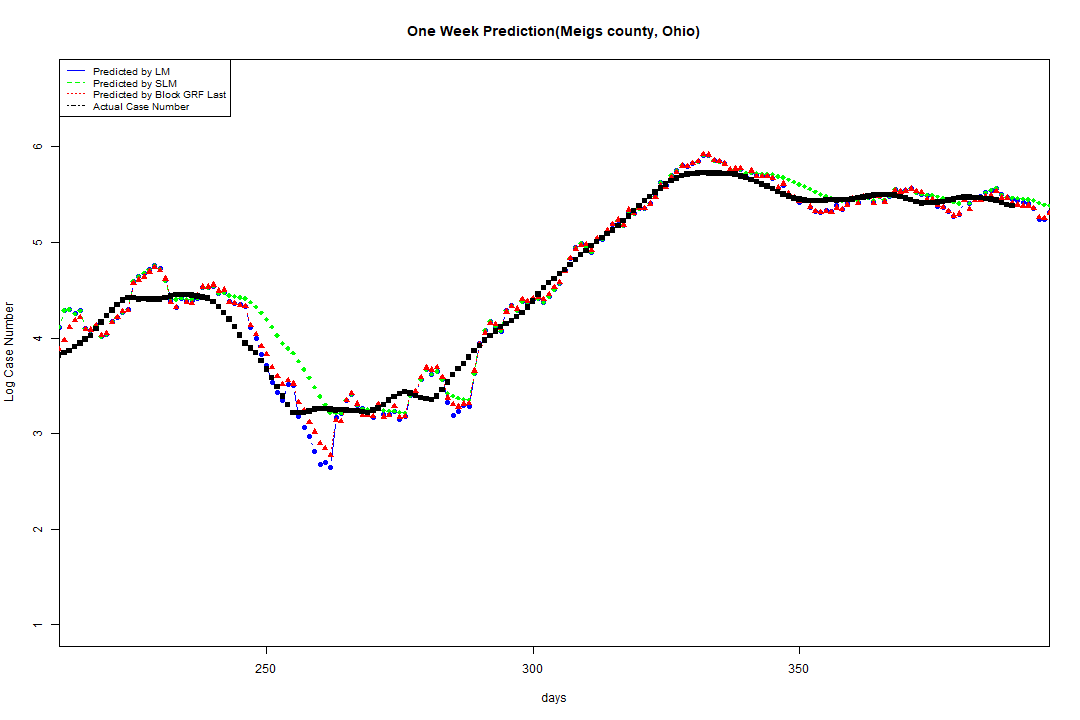 One Week Prediction(Meigs county, Ohio)
Predicted by LM
Predicted by SLM
Predicted by Block GRF Last
Actual Case Number
6
5
4
3
2
1
Log Case Number
250 300 350
days